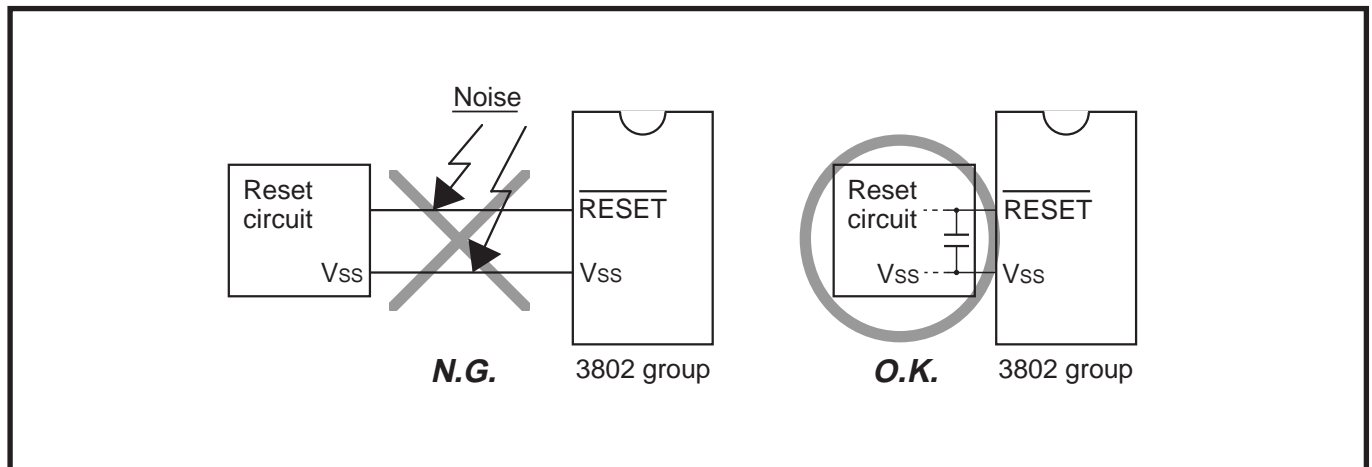 Noise
Reset
circuit
VSS
RESET
VSS
N.G.
3802 group
Reset
circuit
VSS
RESET
VSS
O.K.
3802 group